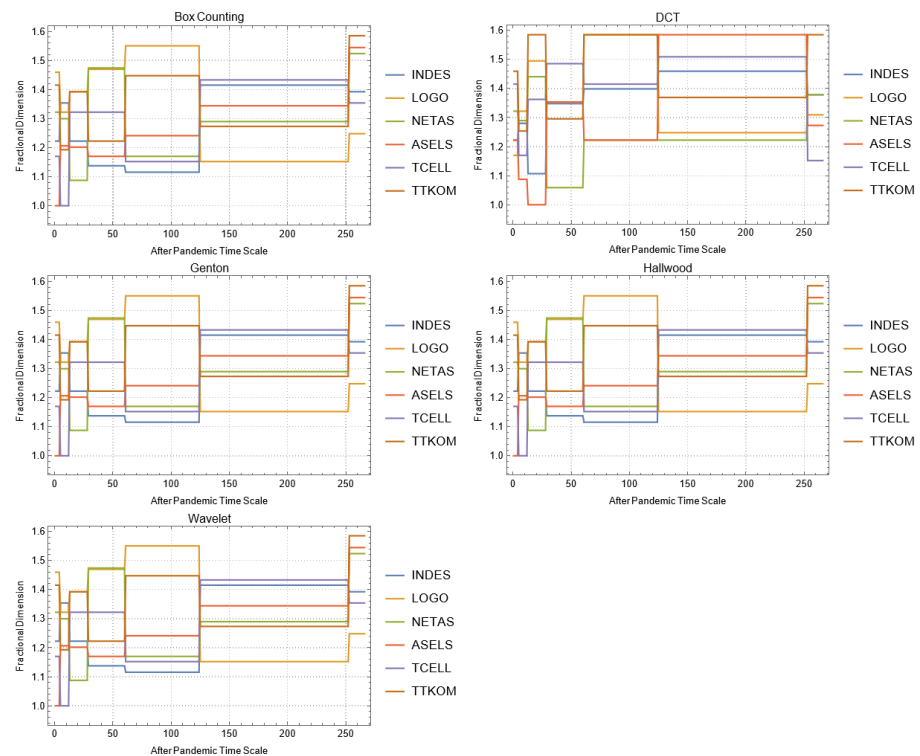 Box Counting
1.6
1.5
1.4
1.3
1.2
1.1
1.0
Fractional Dimension
0
50
100
150
200
250
After Pandemic Time Scale
INDES
LOGO
NETAS
ASELS
TCELL
TTKOM
DCT
1.6
1.5
1.4
1.3
1.2
1.1
1.0
Fractional Dimension
0
50
100
150
200
250
After Pandemic Time Scale
INDES
LOGO
NETAS
ASELS
TCELL
TTKOM
Genton
1.6
1.5
1.4
1.3
1.2
1.1
1.0
Fractional Dimension
0
50
100
150
200
250
After Pandemic Time Scale
INDES
LOGO
NETAS
ASELS
TCELL
TTKOM
Hallwood
1.6
1.5
1.4
1.3
1.2
1.1
1.0
Fractional Dimension
0
50
100
150
200
250
After Pandemic Time Scale
INDES
LOGO
NETAS
ASELS
TCELL
TTKOM
Wavelet
1.6
1.5
1.4
1.3
1.2
1.1
1.0
Fractional Dimension
0
50
100
150
200
250
After Pandemic Time Scale
INDES
LOGO
NETAS
ASELS
TCELL
TTKOM